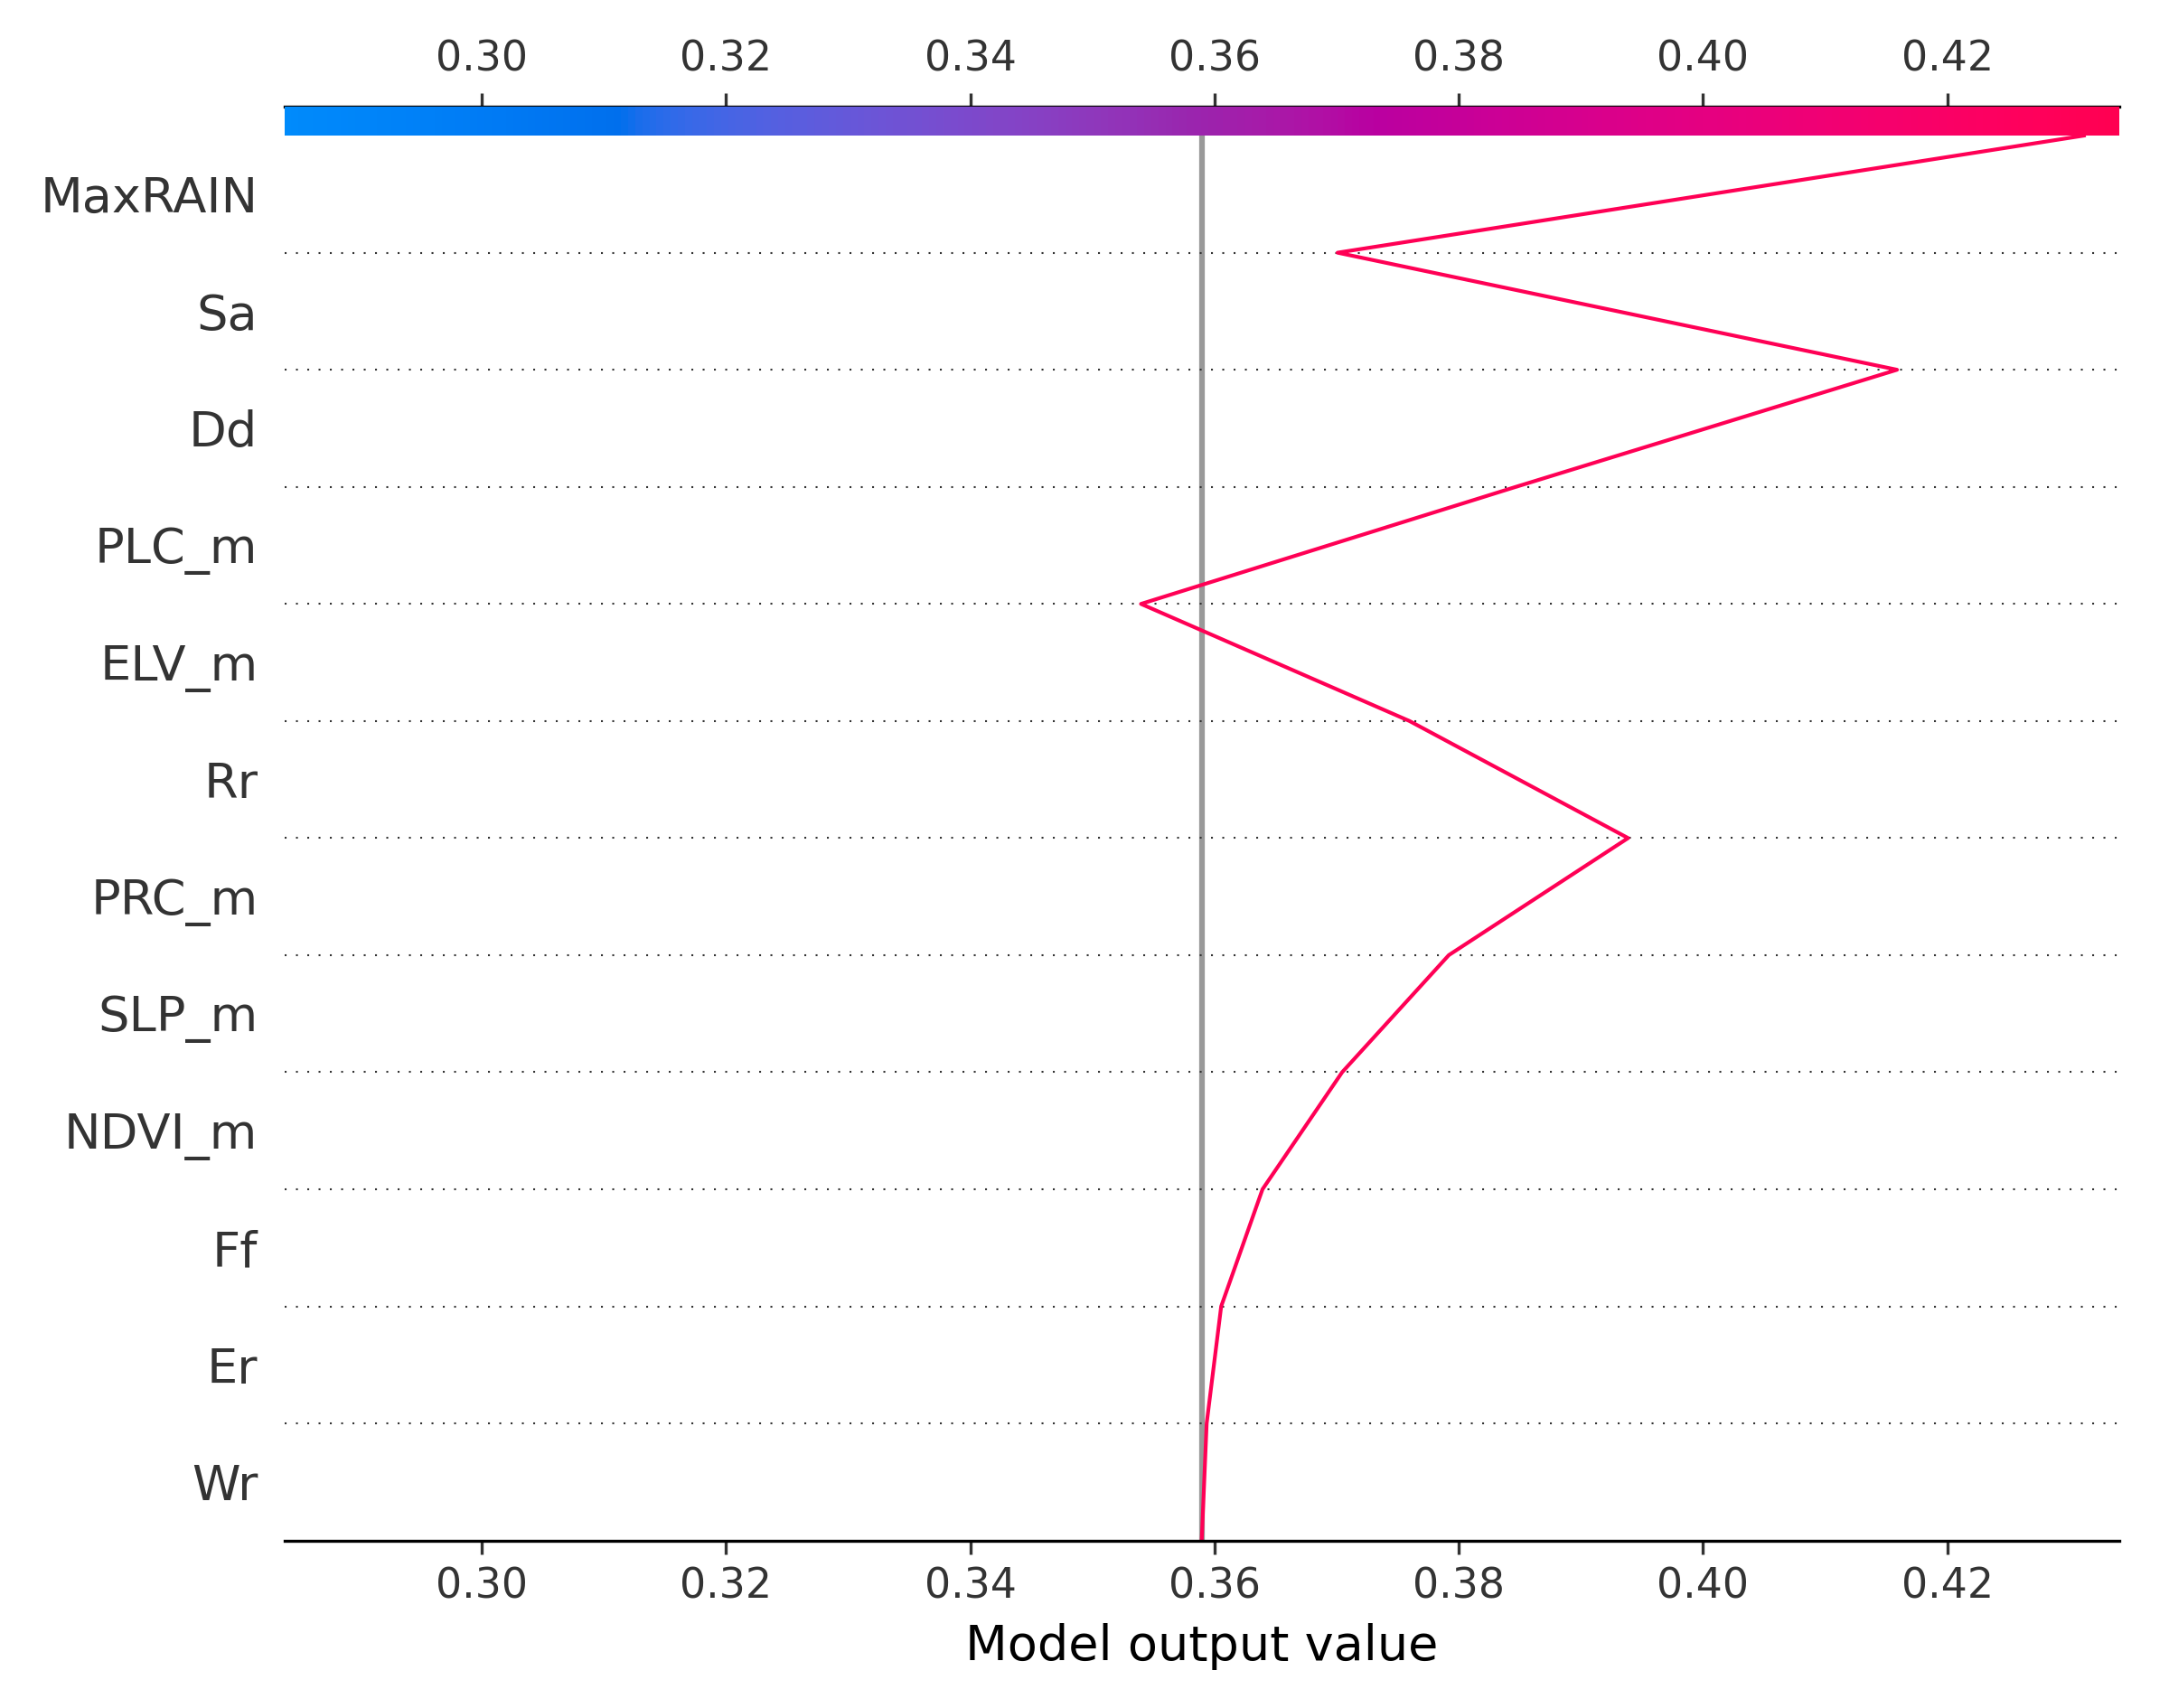 0.30 0.32 0.34 0.36 0.38 0.40 0.42
MaxRAIN
Sa
Dd
PLC_m
ELV_m
Rr
PRC_m
SLP_m
NDVI_m
Ff
Er
Wr
0.30 0.32 0.34 0.36 0.38 0.40 0.42
Model output value